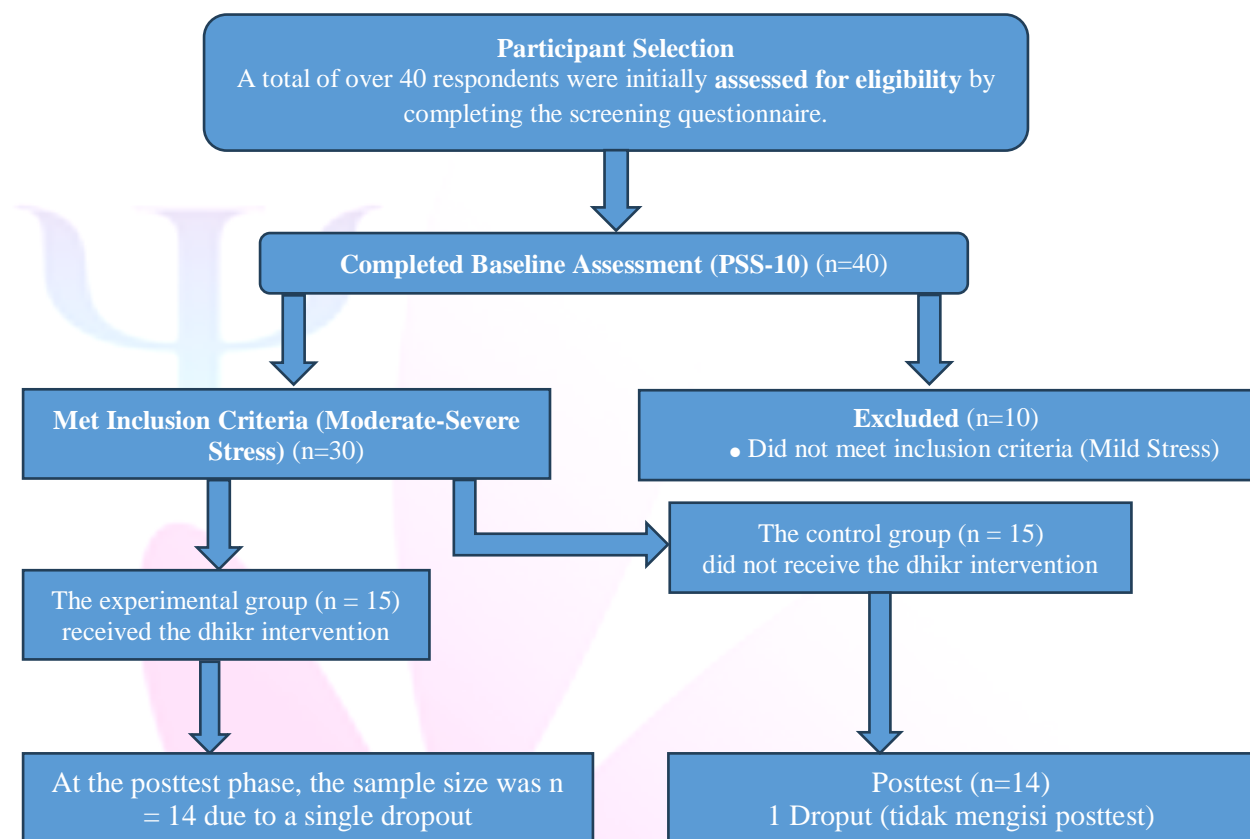 Participant Selection
A total of over 40 respondents were initially assessed for eligibility by
completing the screening questionnaire.
Completed Baseline Assessment (PSS-10) (n=40)
Met Inclusion Criteria (Moderate-Severe
Stress) (n=30)
Excluded (n=10)
● Did not meet inclusion criteria (Mild Stress)
The control group (n = 15)
did not receive the dhikr intervention
The experimental group (n = 15)
received the dhikr intervention
At the posttest phase, the sample size was n
= 14 due to a single dropout
Posttest (n=14)
1 Droput (tidak mengisi posttest)